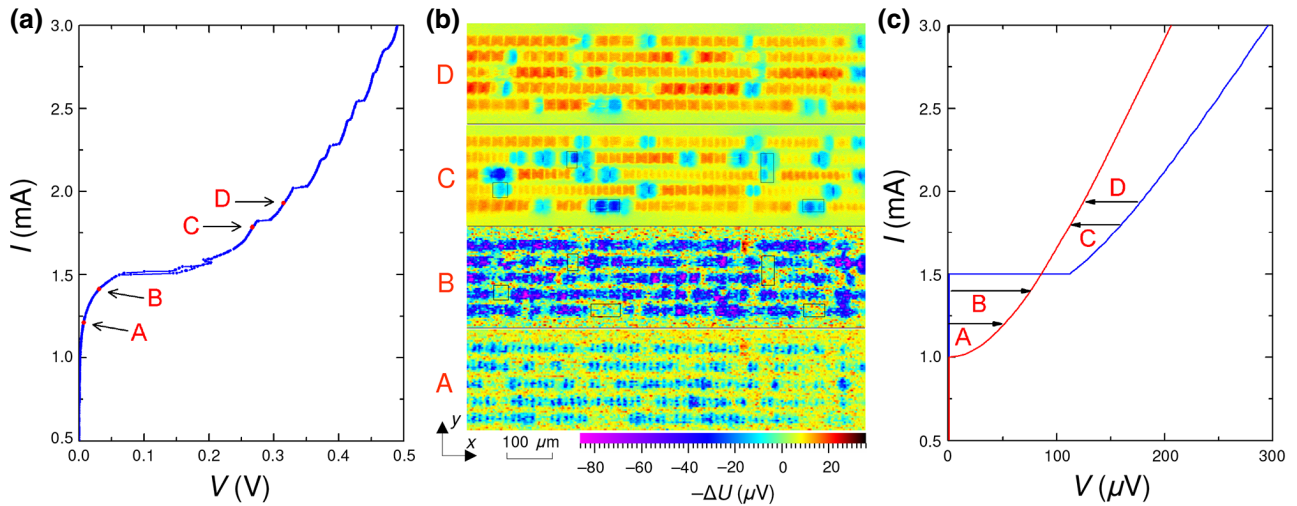 (a)
3.0
2.5
2.0
1.5
1.0
0.5
I (mA)
D
C
B
A
0.0 0.1 0.2 0.3 0.4 0.5
V (V)
(b)
D
C
B
A
y
x
100 μm
−80 −60 −40 −20 0 20
−ΔU (μV)
(c)
3.0
2.5
2.0
1.5
1.0
0.5
I (mA)
D
C
B
A
0 100 200 300
V (μV)